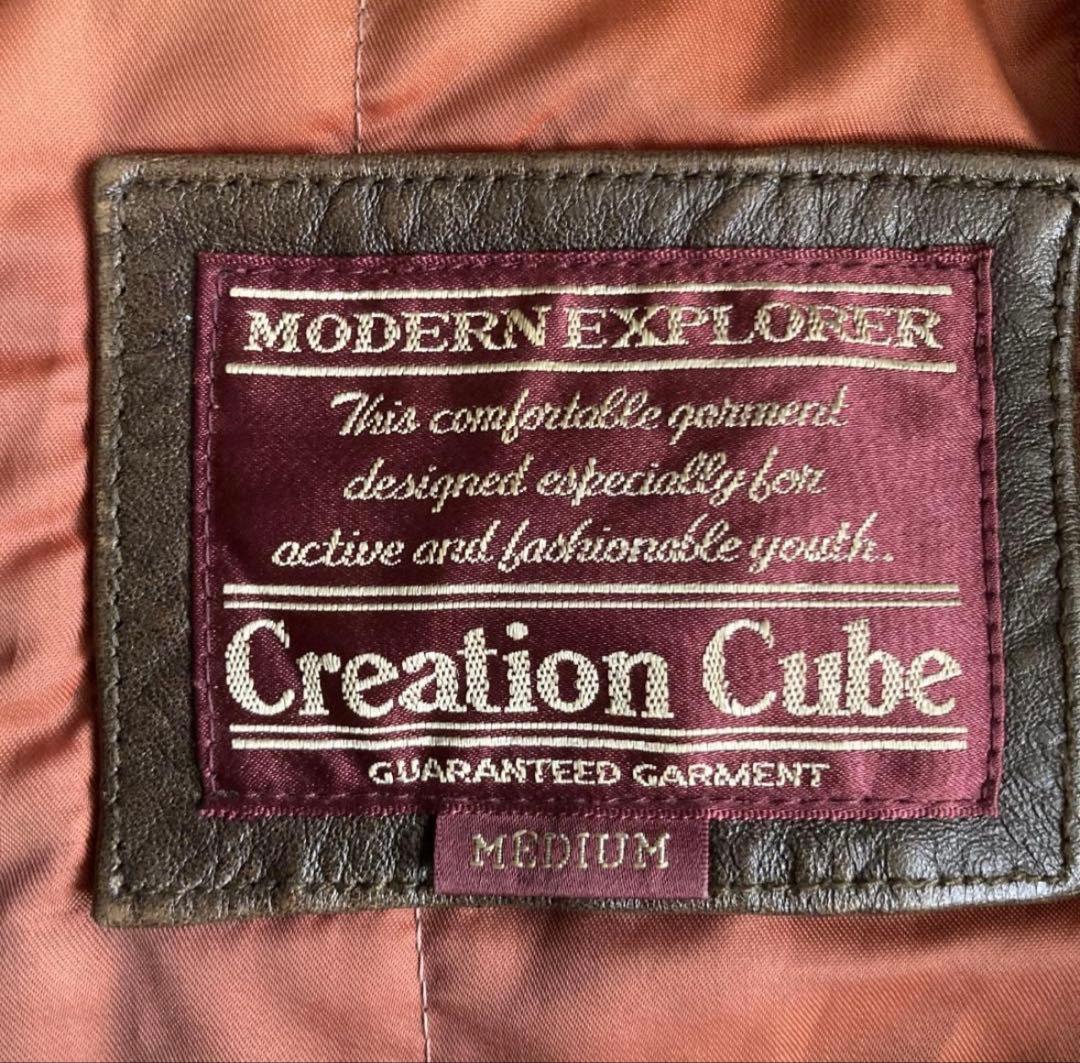 MODERN EXPLORER
This comfortable garment
designed especially for
active and fashionable youth.
Creation Cube
GUARANTEED GARMENT
MEDIUM